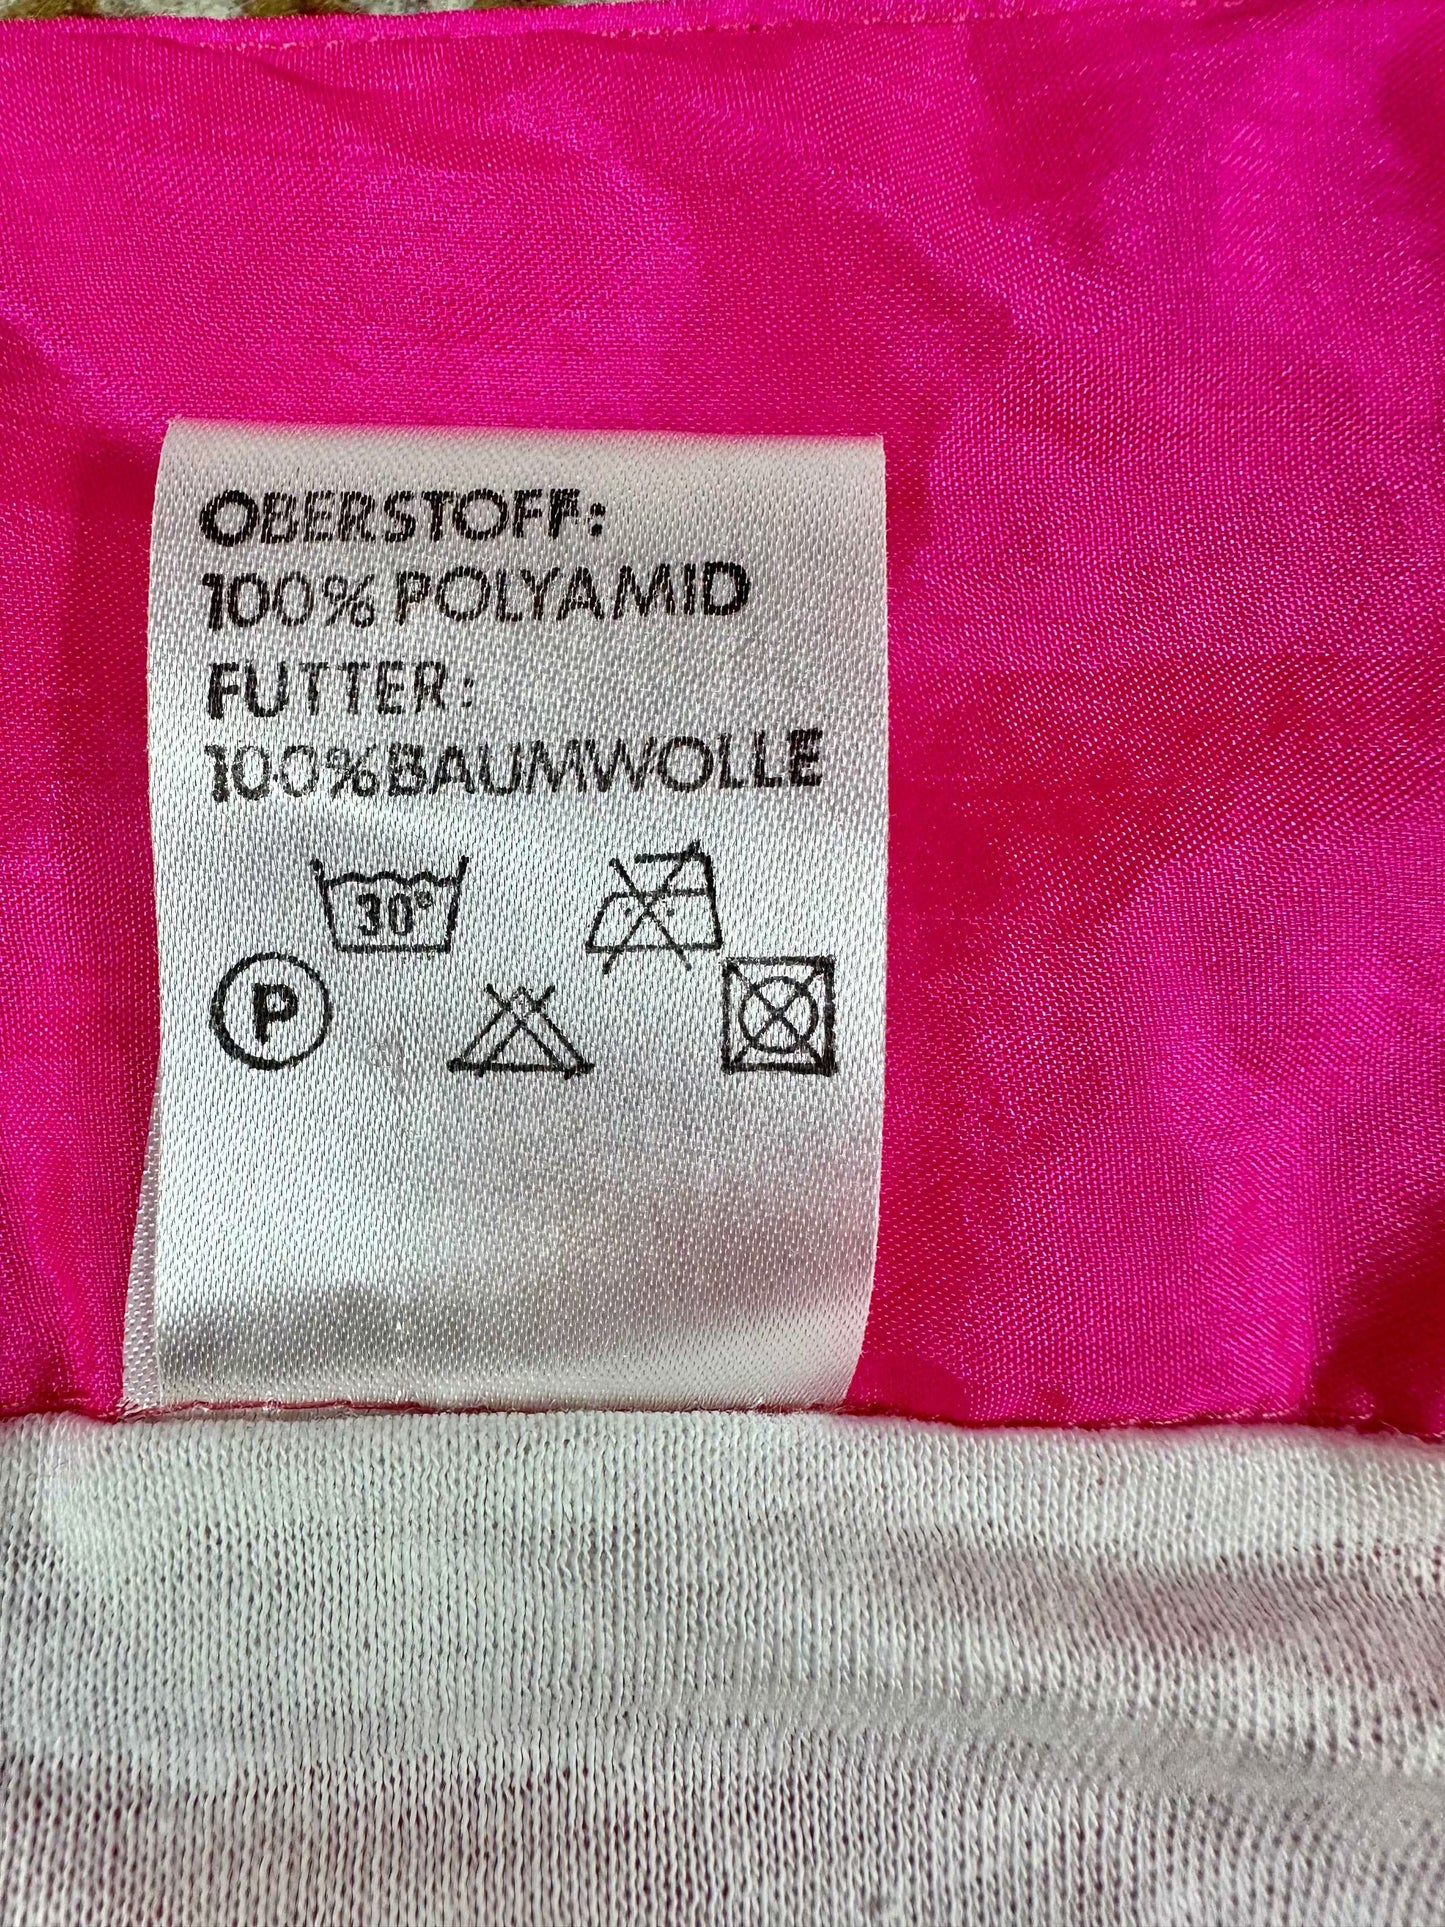 OBERSTOFF:
100% POLYAMID
FUTTER:
100% BAUMWOLLE
30°
P